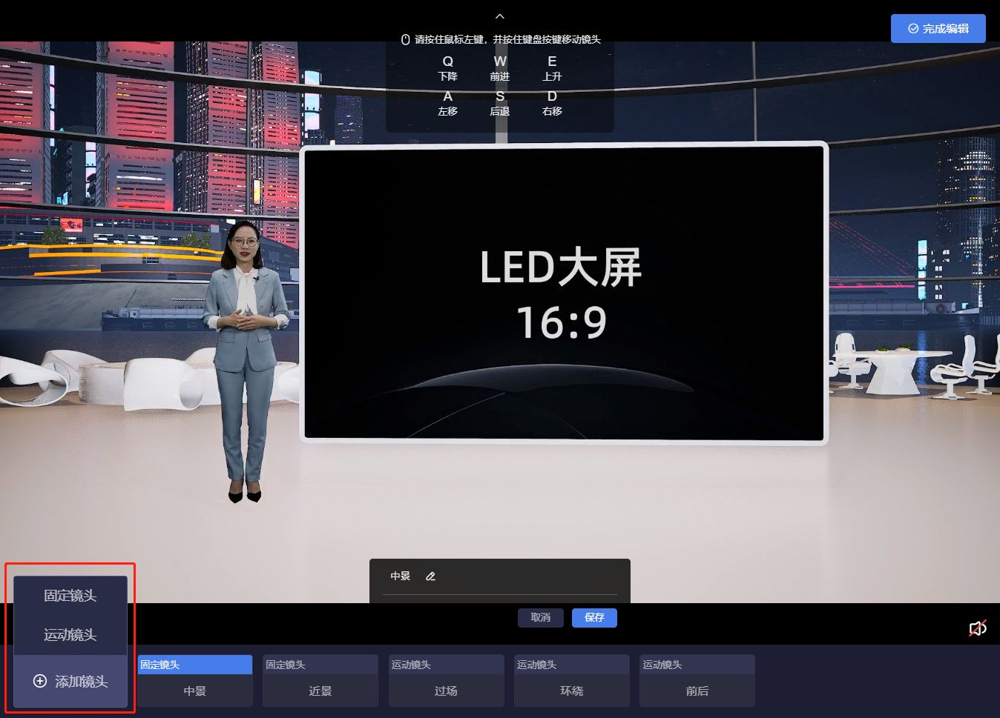 完成编辑
请按住鼠标左键，并按住键盘按键移动镜头
Q W E
下降 前进 上升
A S D
左移 后退 右移
LED大屏
16:9
中景
取消 保存
固定镜头
运动镜头
添加镜头
固定镜头 固定镜头 运动镜头 运动镜头 运动镜头
中景 近景 过场 环绕 前后